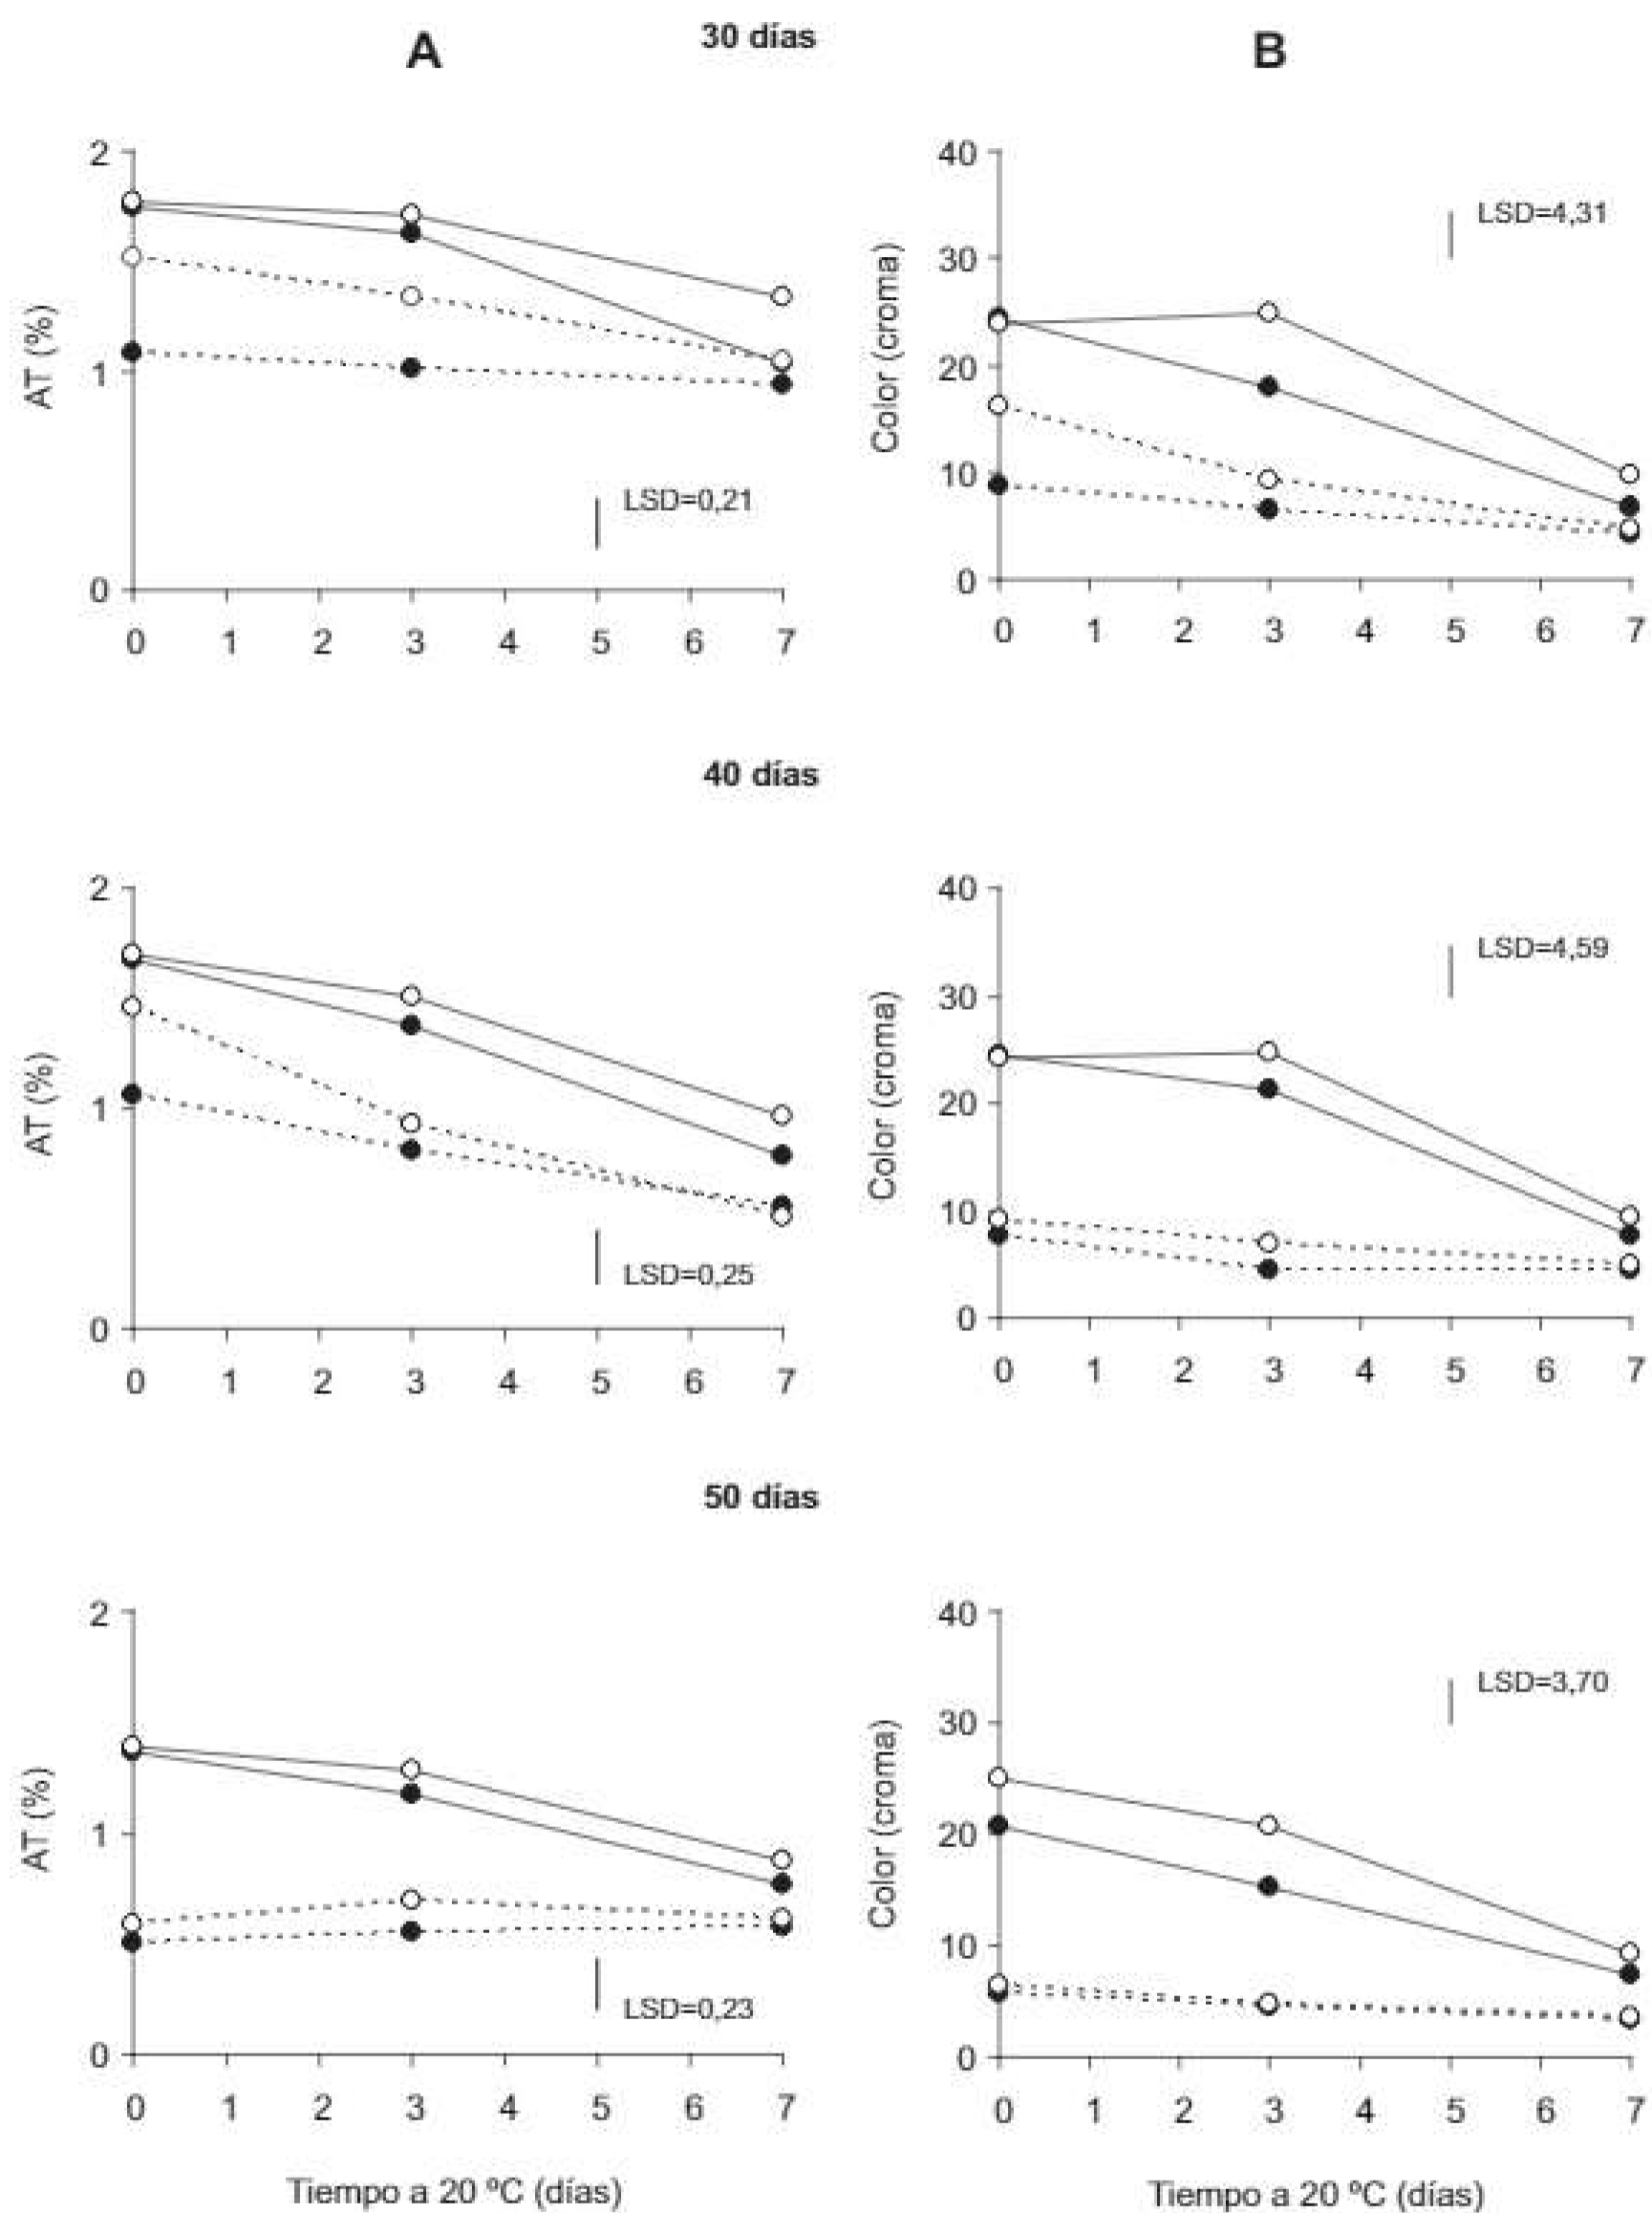 A
30 días
B
2
1
0
AT (%)
LSD=0,21
0 1 2 3 4 5 6 7
40
30
20
10
0
Color (croma)
LSD=4,31
0 1 2 3 4 5 6 7
40 días
2
1
0
AT (%)
LSD=0,25
0 1 2 3 4 5 6 7
40
30
20
10
0
Color (croma)
LSD=4,59
0 1 2 3 4 5 6 7
50 días
2
1
0
AT (%)
LSD=0,23
0 1 2 3 4 5 6 7
Tiempo a 20 ºC (días)
40
30
20
10
0
Color (croma)
LSD=3,70
0 1 2 3 4 5 6 7
Tiempo a 20 ºC (días)